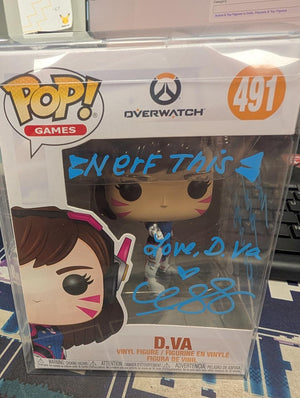 POP!
GAMES
OVERWATCH
491
Nerf This
Love, D.va
D.VA
VINYL FIGURE / FIGURINE EN VINYLE
FIGURA DE VINIL